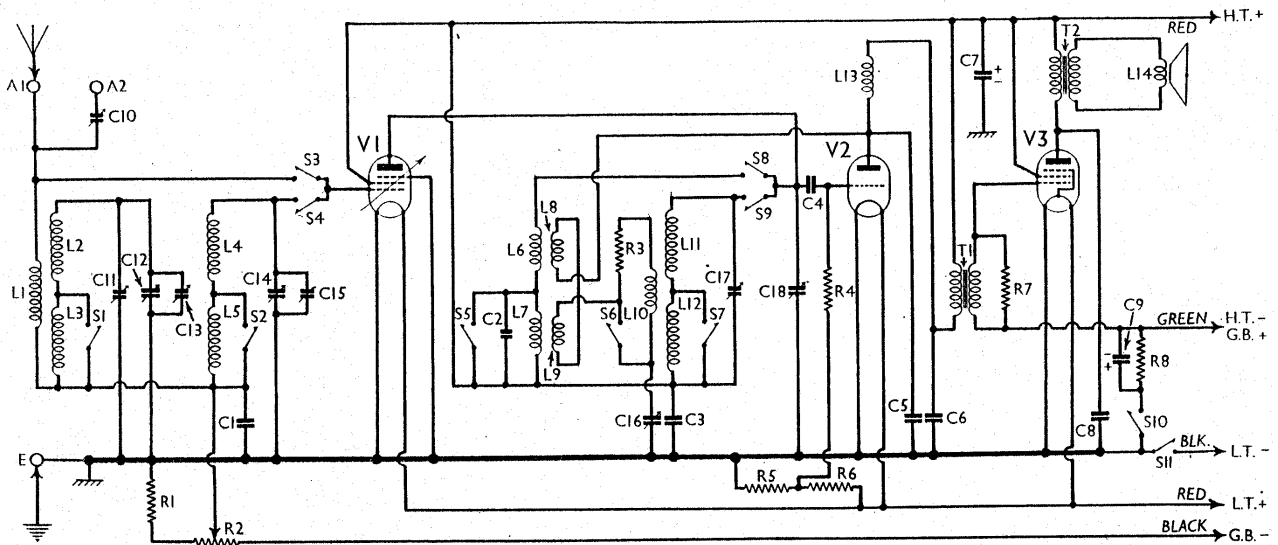 H.T.+
RED
T2
C7
+
-
L14
A1
A2
C10
L13
V1
V2
V3
S3
S4
S8
S9
C4
L2
L4
L8
L6
R3
L11
T1
L1
C11
C12
C13
C14
C15
C17
C18
R4
R7
L3
S1
L5
S2
S5
C2
L7
S6
L10
L12
S7
L9
C9
GREEN
H.T.-
G.B.+
-
+
R8
C1
C16
C3
C5
C6
C8
S10
E
S11
BLK.
L.T.-
R5
R6
R1
RED
L.T.+
R2
BLACK
G.B.-